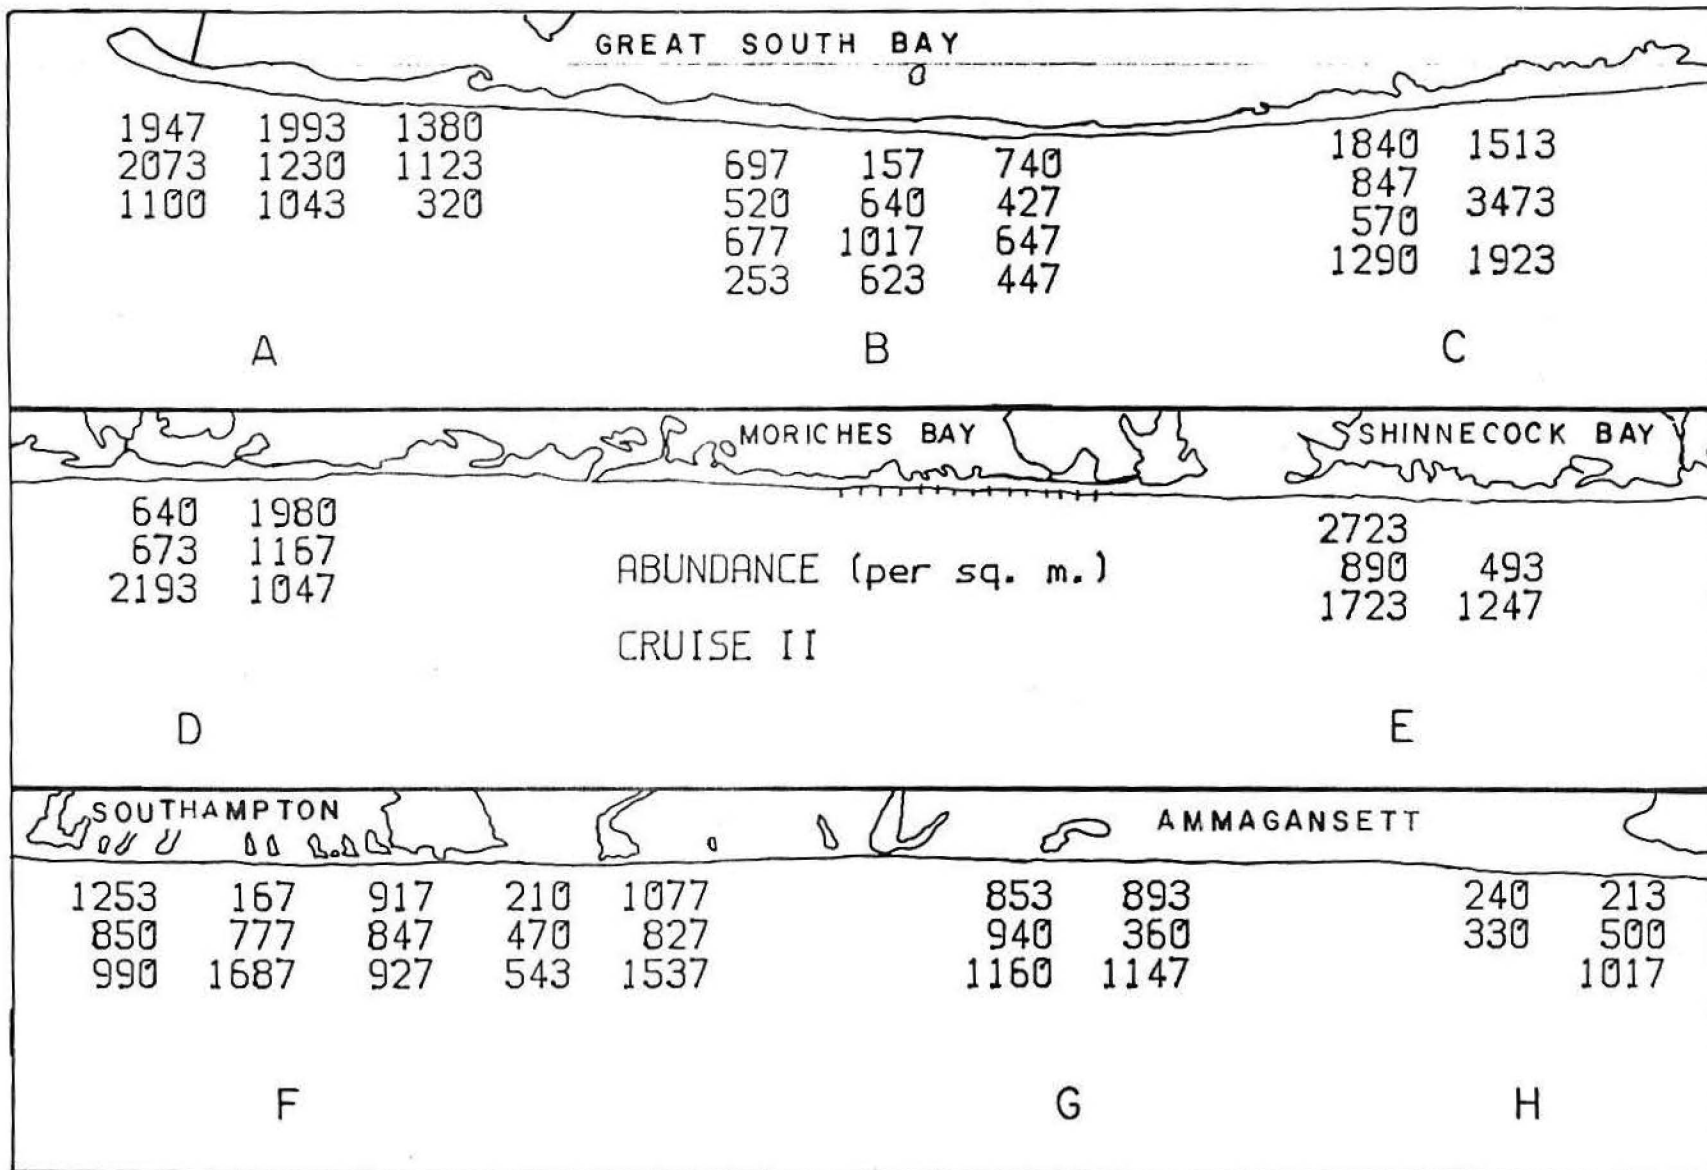 GREAT SOUTH BAY
1947 1993 1380
2073 1230 1123
1100 1043 320
A
697 157 740
520 640 427
677 1017 647
253 623 447
B
1840 1513
847
3473
570
1290 1923
C
MORICHES BAY
SHINNECOCK BAY
640 1980
673 1167
2193 1047
D
ABUNDANCE (per sq. m.)
CRUISE II
2723
890 493
1723 1247
E
SOUTHAMPTON
AMMAGANSETT
1253 167 917 210 1077
850 777 847 470 827
990 1687 927 543 1537
F
853 893
940 360
1160 1147
G
240 213
330 500
1017
H